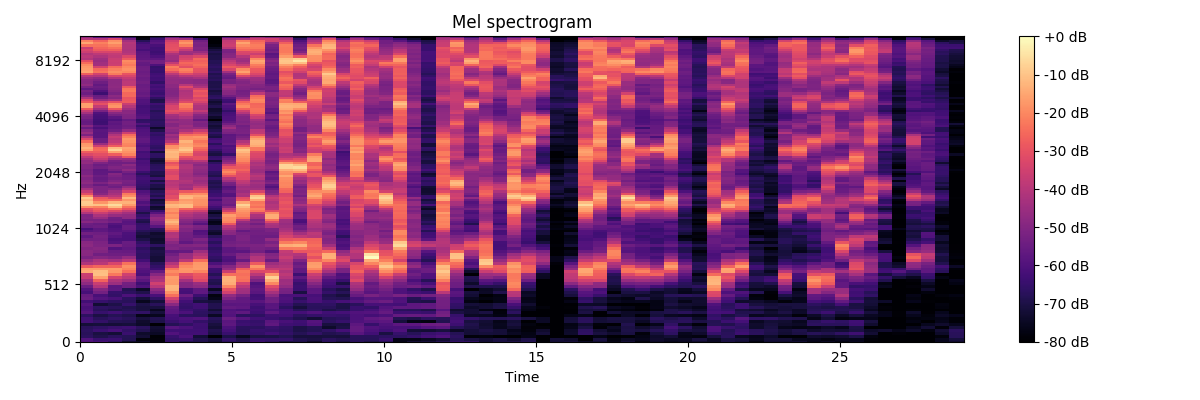 Mel spectrogram
Hz
8192
4096
2048
1024
512
0
0 5 10 15 20 25
Time
+0 dB
-10 dB
-20 dB
-30 dB
-40 dB
-50 dB
-60 dB
-70 dB
-80 dB